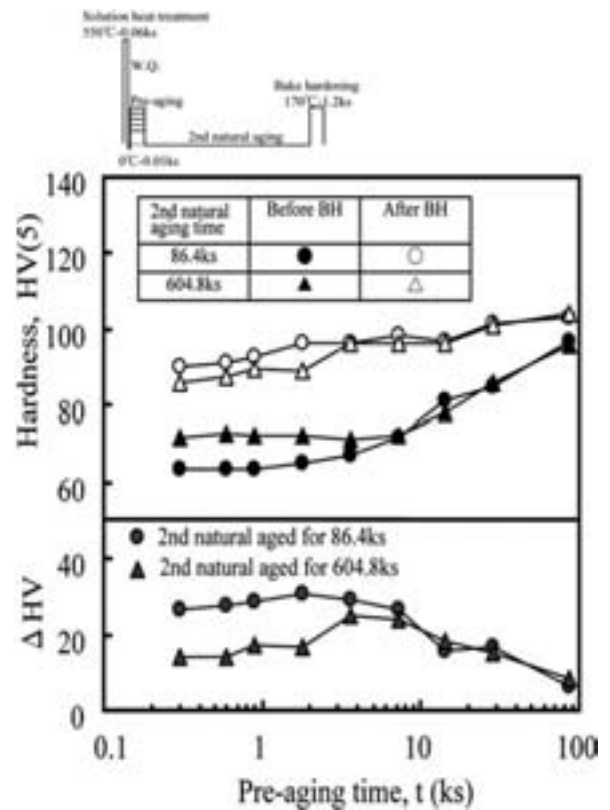 Solution heat treatment
550℃-0.06ks
W.Q.
Pre-aging
Bake hardening
170℃-1.2ks
2nd natural aging
0℃-0.05ks
140
120
100
80
60
Hardness, HV(5)
2nd natural aging time Before BH After BH
86.4ks
604.8ks
2nd natural aged for 86.4ks
2nd natural aged for 604.8ks
40
20
0
Δ HV
0.1 1 10 100
Pre-aging time, t (ks)